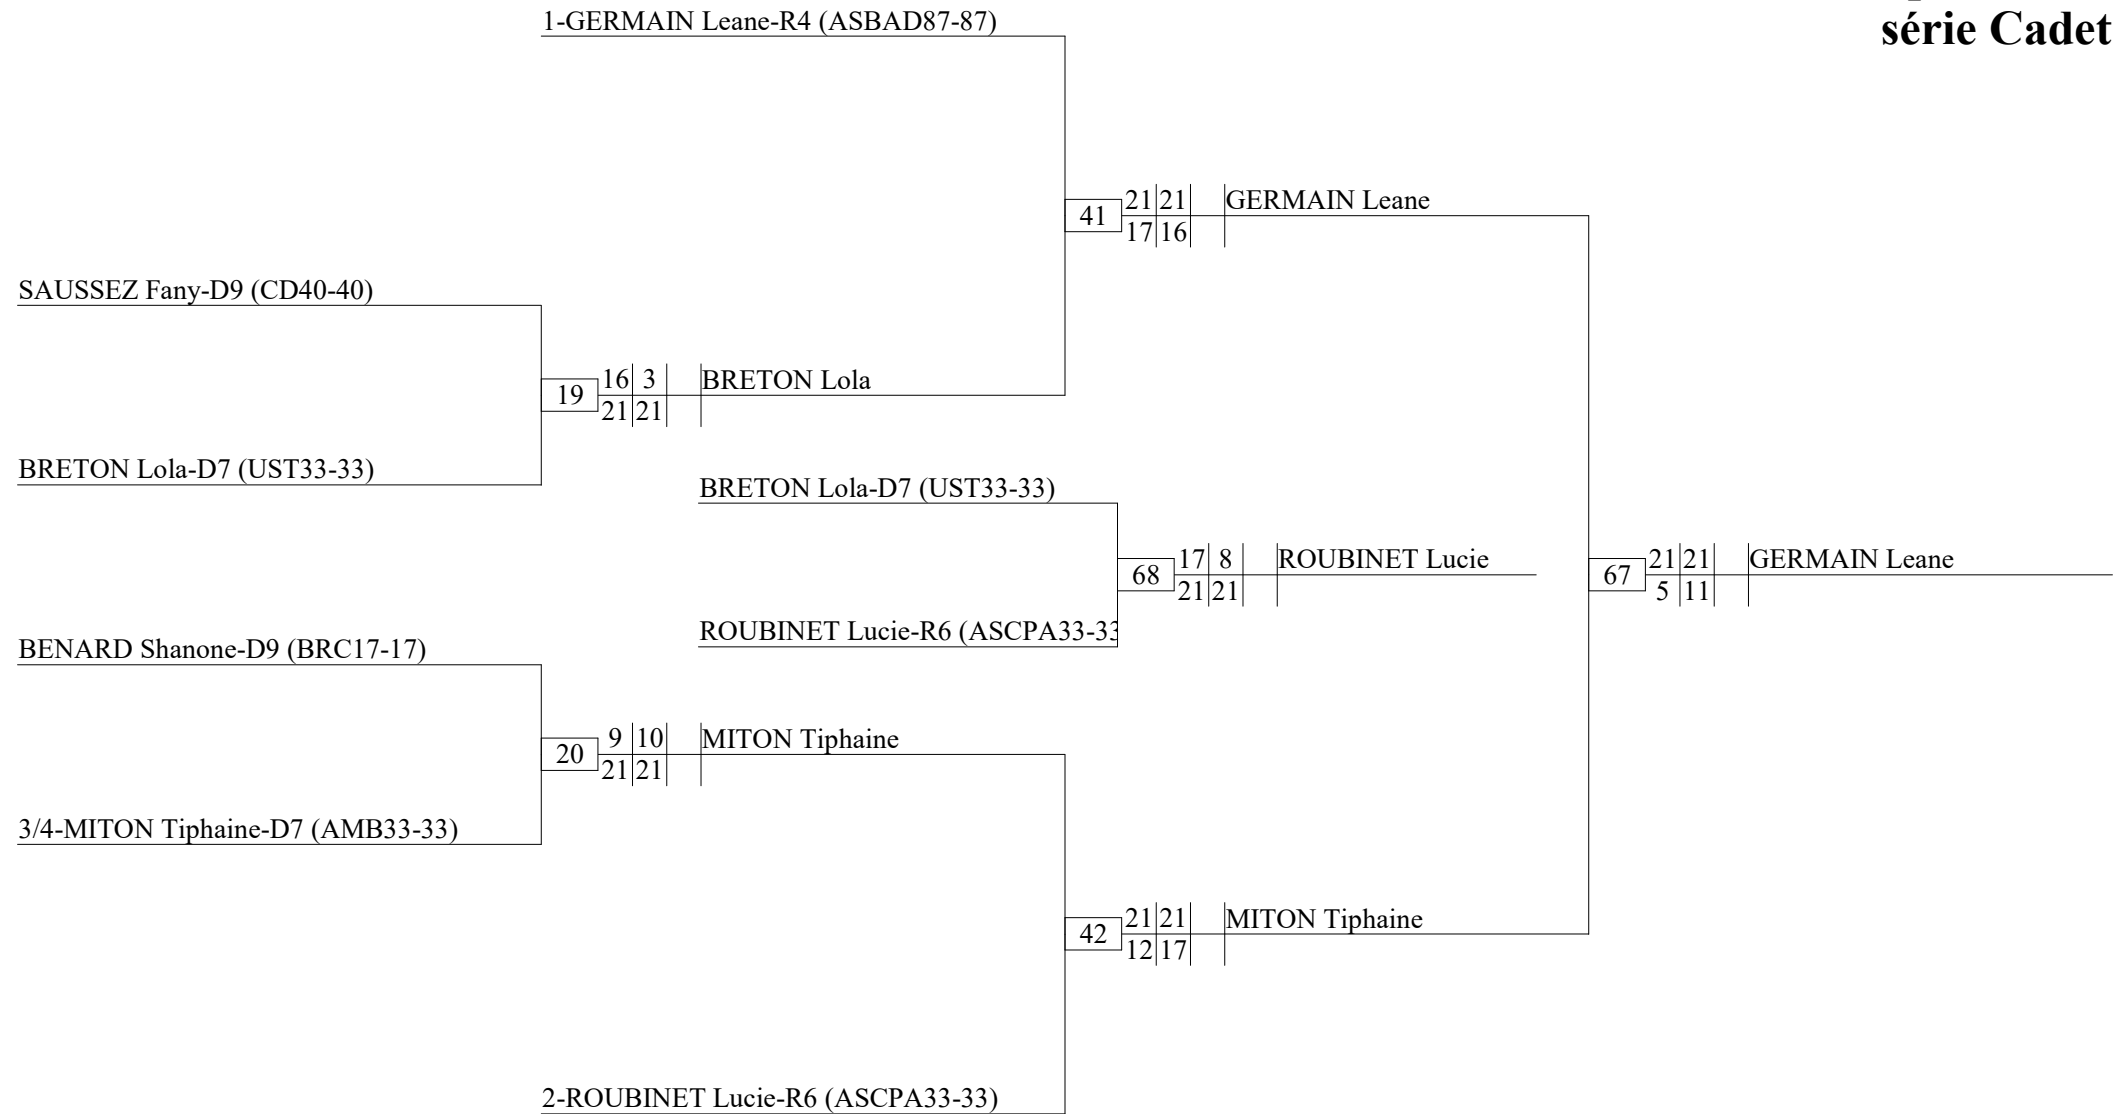 série Cadet
1-GERMAIN Leane-R4 (ASBAD87-87)
21 21
41
GERMAIN Leane
17 16
SAUSSEZ Fany-D9 (CD40-40)
16 3
19
BRETON Lola
21 21
BRETON Lola-D7 (UST33-33)
BRETON Lola-D7 (UST33-33)
17 8
68
ROUBINET Lucie
21 21
21 21
67
GERMAIN Leane
5 11
ROUBINET Lucie-R6 (ASCPA33-33
BENARD Shanone-D9 (BRC17-17)
9 10
20
MITON Tiphaine
21 21
3/4-MITON Tiphaine-D7 (AMB33-33)
21 21
42
MITON Tiphaine
12 17
2-ROUBINET Lucie-R6 (ASCPA33-33)